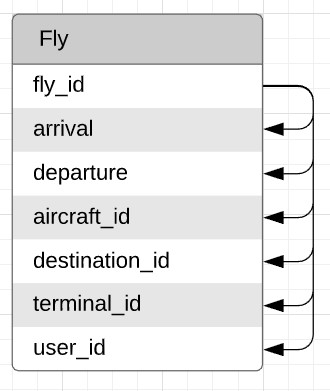 Fly
fly_id
arrival
departure
aircraft_id
destination_id
terminal_id
user_id